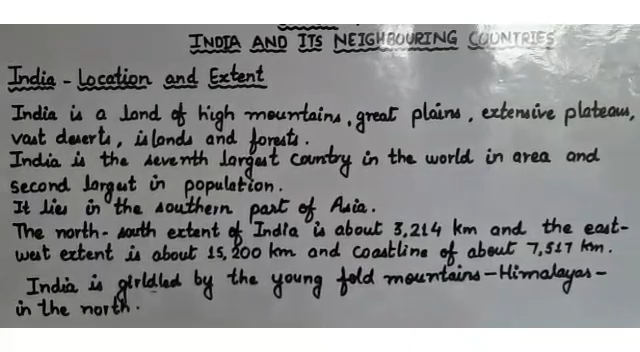 INDIA AND ITS NEIGHBOURING COUNTRIES
India - Location and Extent
India is a land of high mountains, great plains, extensive plateaus,
vast deserts, islands and forests.
India is the seventh largest country in the world in area and
second largest in population.
It lies in the southern part of Asia.
The north-south extent of India is about 3,214 km and the east-
west extent is about 15,200 km and coastline of about 7,517 km.
India is girldled by the young fold mountains - Himalayas -
in the north.